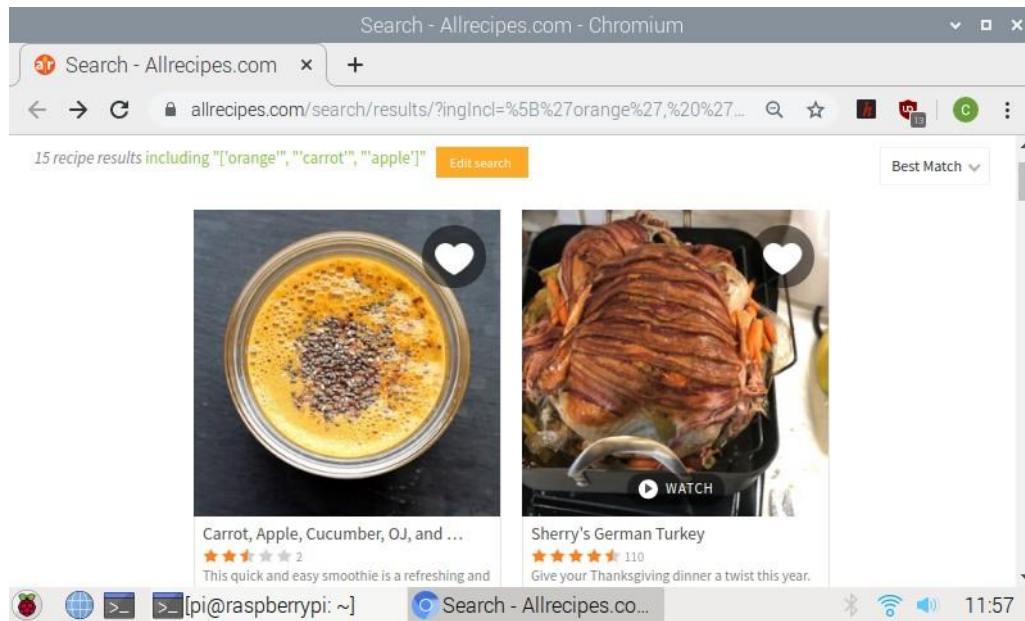 Search - Allrecipes.com - Chromium
Search - Allrecipes.com
allrecipes.com/search/results/?ingIncl=%5B%27orange%27,%20%27...
13
C
15 recipe results including "['orange'", "'carrot'", "'apple']"
Edit search
Best Match
WATCH
Carrot, Apple, Cucumber, OJ, and ...
2
This quick and easy smoothie is a refreshing and
Sherry's German Turkey
110
Give your Thanksgiving dinner a twist this year.
[pi@raspberrypi: ~]
Search - Allrecipes.co...
11:57